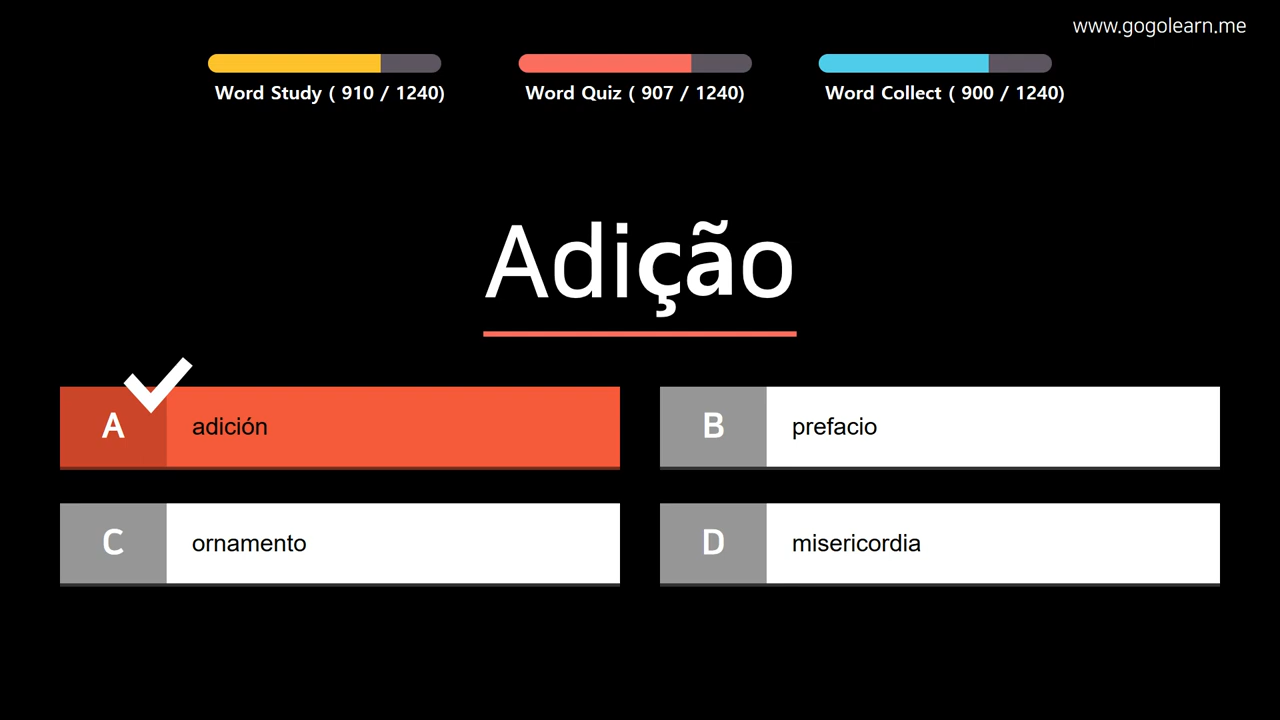 www.gogolearn.me
Word Study ( 910 / 1240)
Word Quiz ( 907 / 1240)
Word Collect ( 900 / 1240)
Adição
A
adición
B
prefacio
C
ornamento
D
misericordia